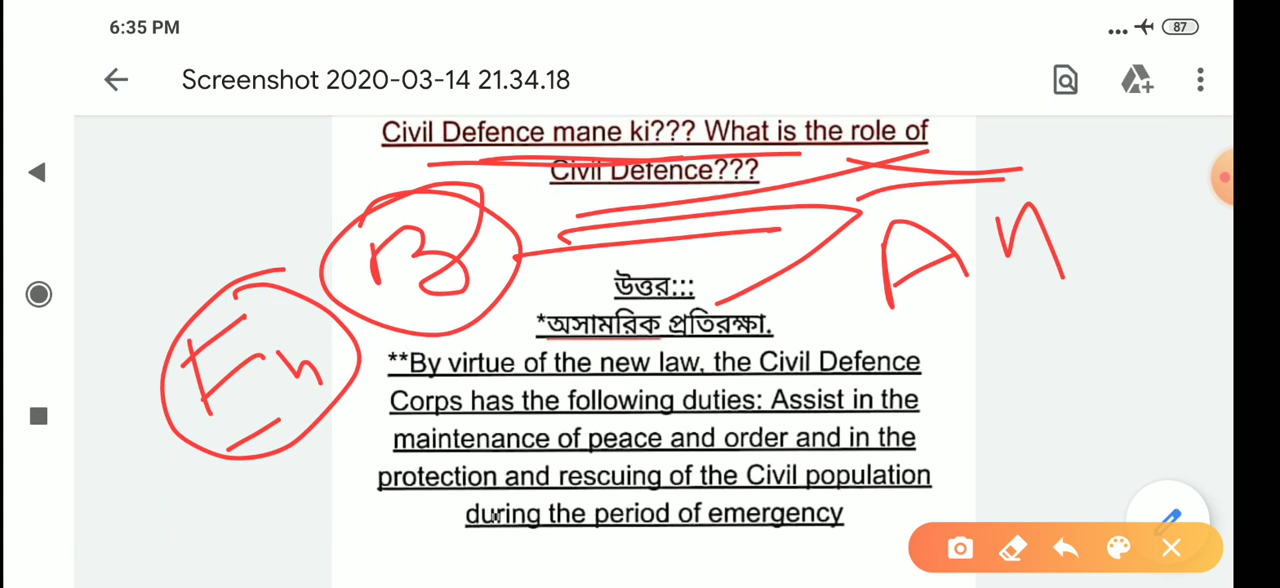 6:35 PM
87
Screenshot 2020-03-14 21.34.18
Civil Defence mane ki??? What is the role of
Civil Defence???
B
An
En
উত্তর:::
*অসামরিক প্রতিরক্ষা.
**By virtue of the new law, the Civil Defence
Corps has the following duties: Assist in the
maintenance of peace and order and in the
protection and rescuing of the Civil population
during the period of emergency